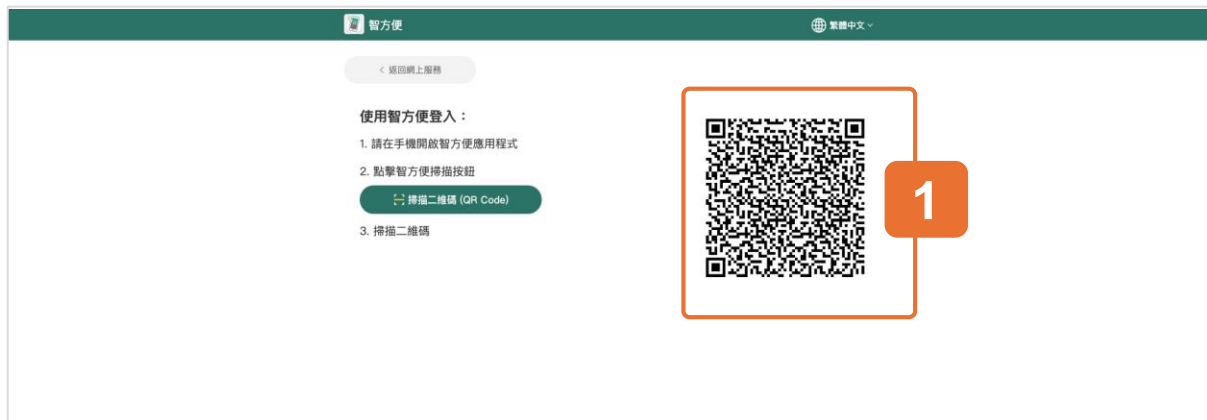 智方便
繁體中文
< 返回網上服務
使用智方便登入：
1. 請在手機開啟智方便應用程式
2. 點擊智方便掃描按鈕
掃描二維碼 (QR Code)
3. 掃描二維碼
1